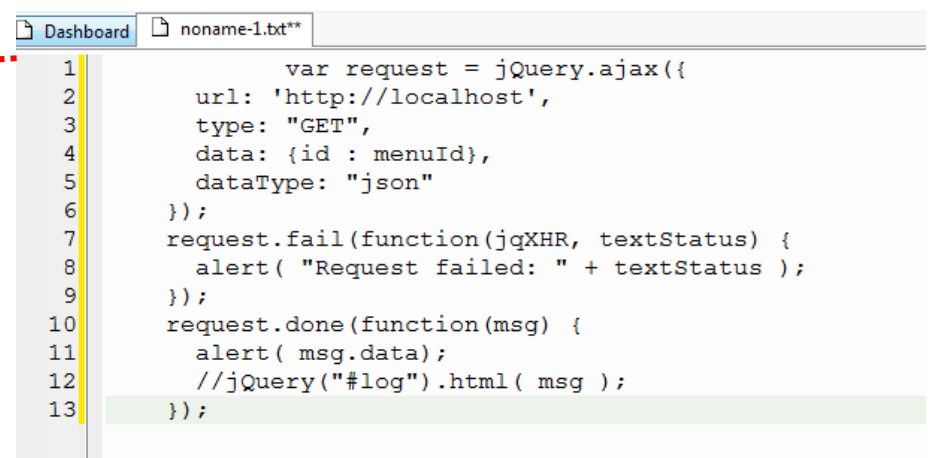 Dashboard noname-1.txt**
1 var request = jQuery.ajax({
2 url: 'http://localhost',
3 type: "GET",
4 data: {id : menuId},
5 dataType: "json"
6 });
7 request.fail(function(jqXHR, textStatus) {
8 alert( "Request failed: " + textStatus );
9 });
10 request.done(function(msg) {
11 alert( msg.data);
12 //jQuery("#log").html( msg );
13 });